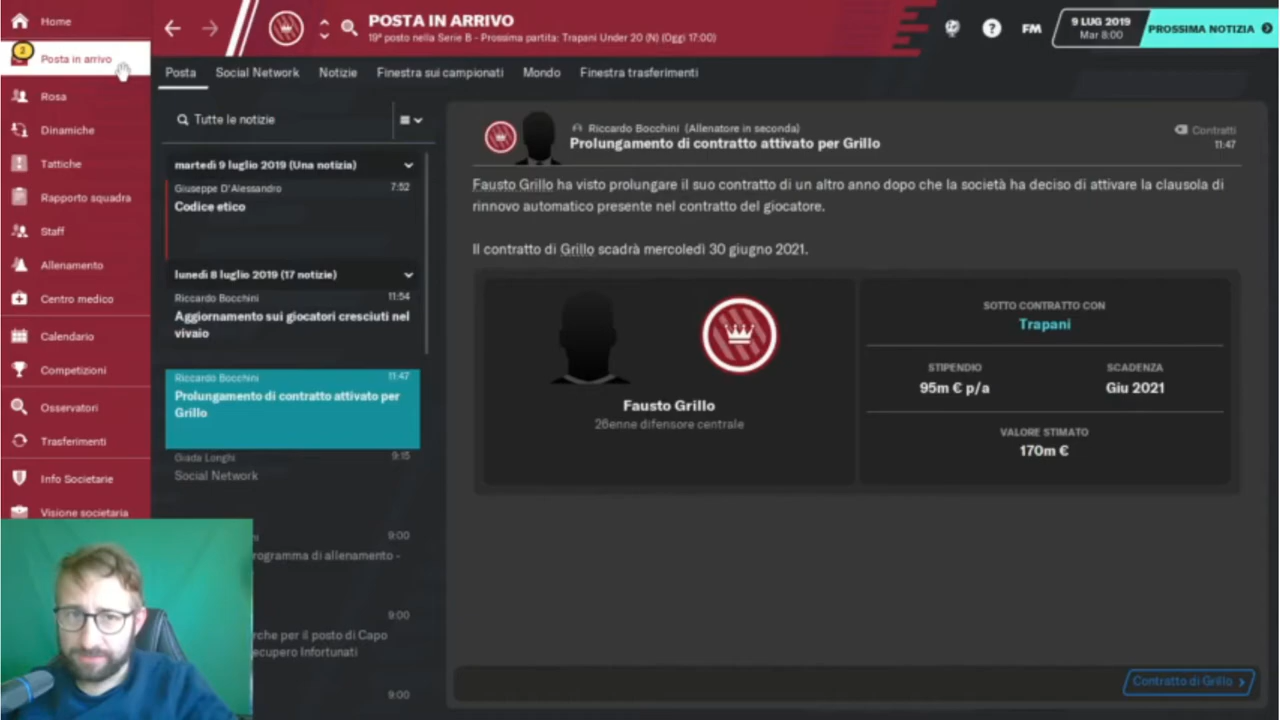 Home
Posta in arrivo
Rosa
Dinamiche
Tattiche
Rapporto squadra
Staff
Allenamento
Centro medico
Calendario
Competizioni
Osservatori
Trasferimenti
Info Societarie
Visione societaria
POSTA IN ARRIVO
19ª posto nella Serie B - Prossima partita: Trapani Under 20 (N) (Oggi 17:00)
FM
9 LUG 2019
Mar 8:00
PROSSIMA NOTIZIA
Posta Social Network Notizie Finestra sui campionati Mondo Finestra trasferimenti
Tutte le notizie
martedì 9 luglio 2019 (Una notizia)
Giuseppe D'Alessandro 7:52
Codice etico
lunedì 8 luglio 2019 (17 notizie)
Riccardo Bocchini 11:54
Aggiornamento sui giocatori cresciuti nel
vivaio
Riccardo Bocchini 11:47
Prolungamento di contratto attivato per
Grillo
Giada Longhi 9:15
Social Network
9:00
rogramma di allenamento -
9:00
rche per il posto di Capo
ecupero Infortunati
9:00
Riccardo Bocchini (Allenatore in seconda)
Prolungamento di contratto attivato per Grillo
Contratti
11:47
Fausto Grillo ha visto prolungare il suo contratto di un altro anno dopo che la società ha deciso di attivare la clausola di
rinnovo automatico presente nel contratto del giocatore.
Il contratto di Grillo scadrà mercoledì 30 giugno 2021.
Fausto Grillo
26enne difensore centrale
SOTTO CONTRATTO CON
Trapani
STIPENDIO SCADENZA
95m € p/a Giu 2021
VALORE STIMATO
170m €
Contratto di Grillo